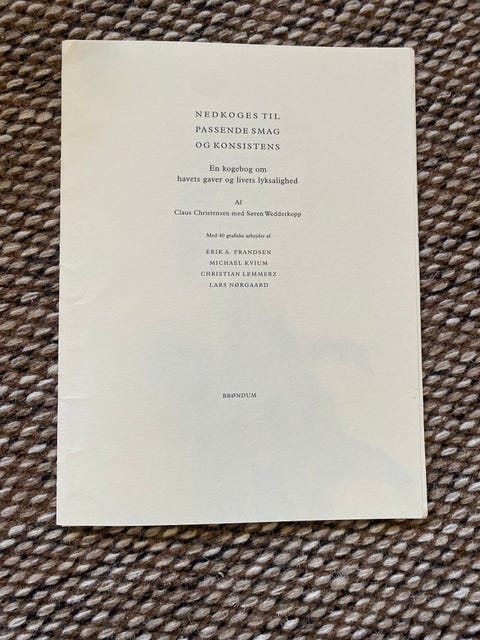 NEDKOGES TIL
PASSENDE SMAG
OG KONSISTENS
En kogebog om
havets gaver og livets lyksalighed
Af
Claus Christensen med Søren Wedderkopp
Med 40 grafiske arbejder af
ERIK A. FRANDSEN
MICHAEL KVIUM
CHRISTIAN LEMMERZ
LARS NØRGAARD
BRØNDUM